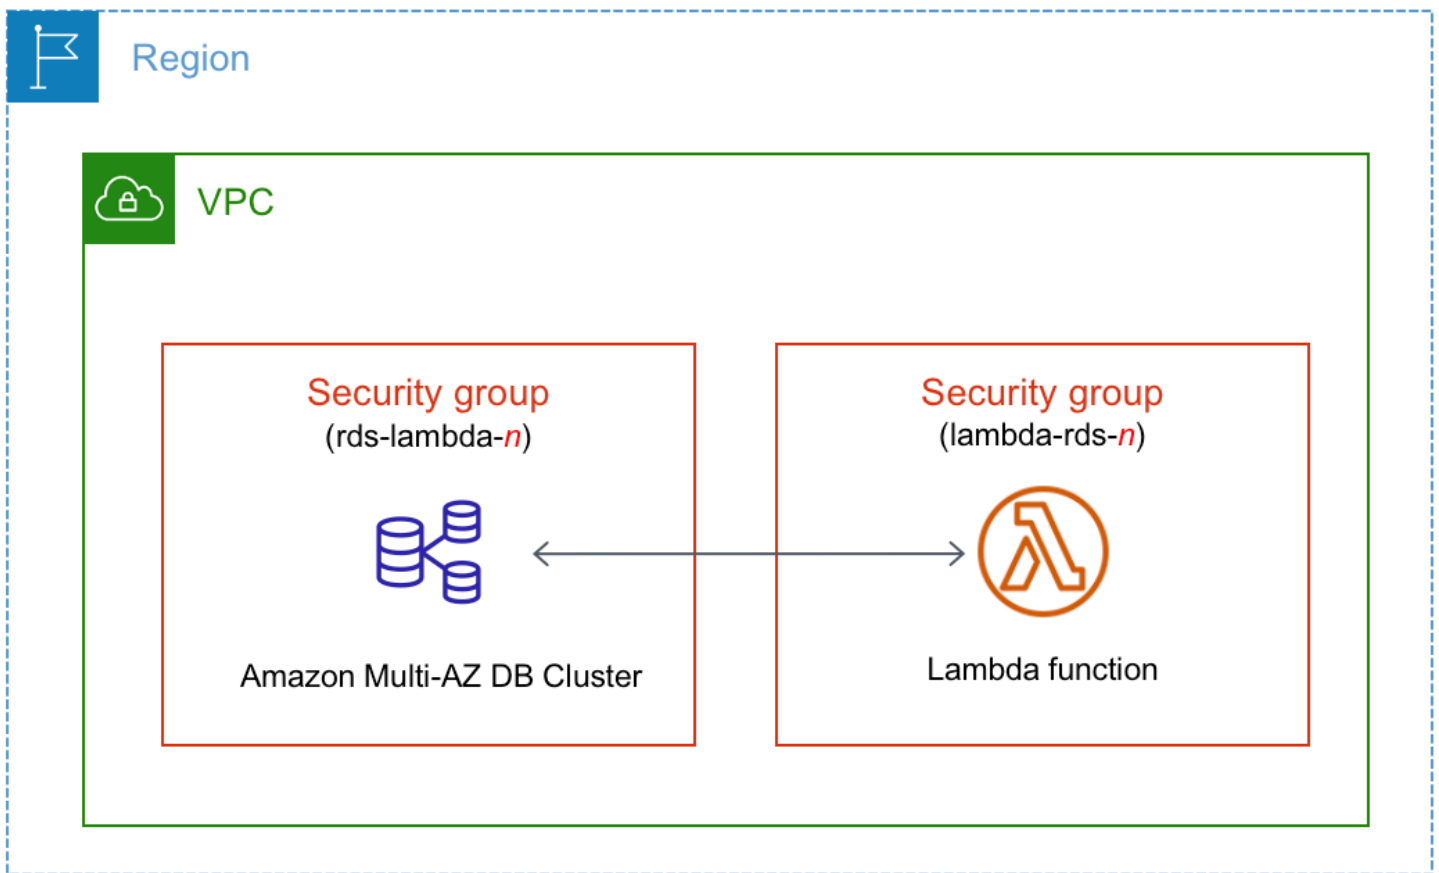 Region
VPC
Security group
(rds-lambda-n)
Amazon Multi-AZ DB Cluster
Security group
(lambda-rds-n)
Lambda function